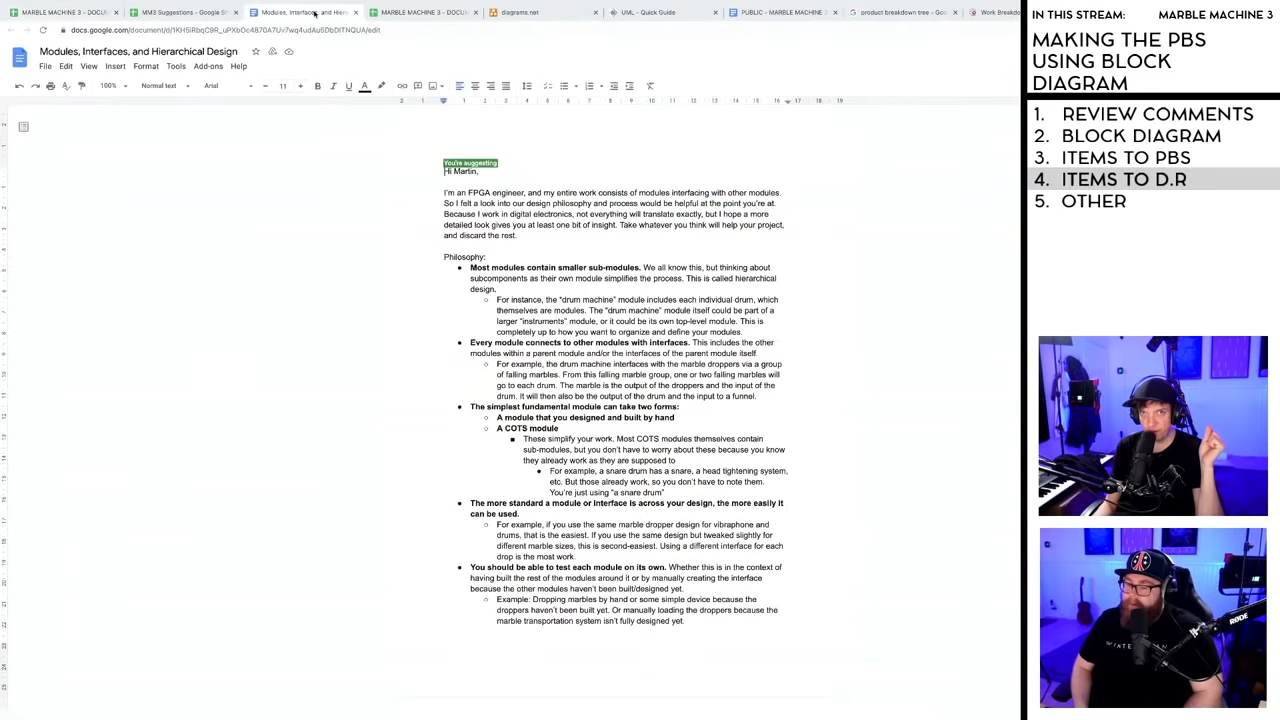 MARBLE MACHINE 3 — DOCU
MM3 Suggestions - Google S
Modules, Interfaces, and Hier
MARBLE MACHINE 3 — DOCU
diagrams.net
UML - Quick Guide
PUBLIC - MARBLE MACHINE 3
product breakdown tree - Goo
Work Breakdo
Modules, Interfaces, and Hierarchical Design
File Edit View Insert Format Tools Add-ons Help
100% Normal text Arial 11
You're suggesting
Hi Martin,
I'm an FPGA engineer, and my entire work consists of modules interfacing with other modules.
So I felt a look into our design philosophy and process would be helpful at the point you're at.
Because I work in digital electronics, not everything will translate exactly, but I hope a more
detailed look gives you at least one bit of insight. Take whatever you think will help your project,
and discard the rest.
Philosophy:
● Most modules contain smaller sub-modules. We all know this, but thinking about
subcomponents as their own module simplifies the process. This is called hierarchical
design.
○ For instance, the "drum machine" module includes each individual drum, which
themselves are modules. The "drum machine" module itself could be part of a
larger "instruments" module, or it could be its own top-level module. This is
completely up to how you want to organize and define your modules.
● Every module connects to other modules with interfaces. This includes the other
modules within a parent module and/or the interfaces of the parent module itself.
○ For example, the drum machine interfaces with the marble droppers via a group
of falling marbles. From this falling marble group, one or two falling marbles will
go to each drum. The marble is the output of the droppers and the input of the
drum. It will then also be the output of the drum and the input to a funnel.
● The simplest fundamental module can take two forms:
○ A module that you designed and built by hand
○ A COTS module
■ These simplify your work. Most COTS modules themselves contain
sub-modules, but you don't have to worry about these because you know
they already work as they are supposed to
● For example, a snare drum has a snare, a head tightening system,
etc. But those already work, so you don't have to note them.
You're just using "a snare drum"
● The more standard a module or interface is across your design, the more easily it
can be used.
○ For example, if you use the same marble dropper design for vibraphone and
drums, that is the easiest. If you use the same design but tweaked slightly for
different marble sizes, this is second-easiest. Using a different interface for each
drop is the most work.
● You should be able to test each module on its own. Whether this is in the context of
having built the rest of the modules around it or by manually creating the interface
because the other modules haven't been built/designed yet.
○ Example: Dropping marbles by hand or some simple device because the
droppers haven't been built yet. Or manually loading the droppers because the
marble transportation system isn't fully designed yet.
IN THIS STREAM: MARBLE MACHINE 3
MAKING THE PBS
USING BLOCK
DIAGRAM
1. REVIEW COMMENTS
2. BLOCK DIAGRAM
3. ITEMS TO PBS
4. ITEMS TO D.R
5. OTHER
RØDE